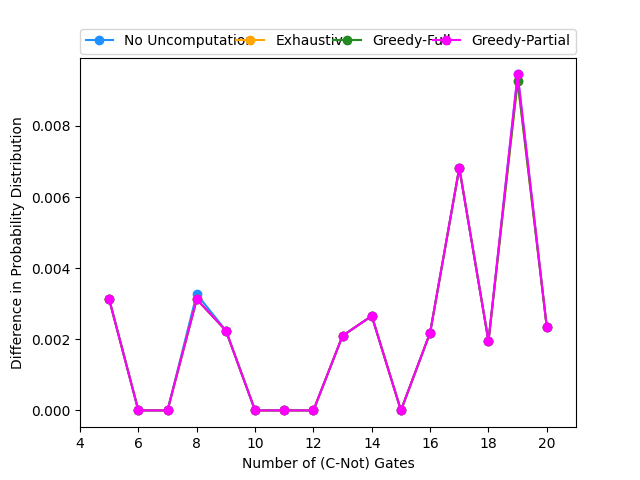 No Uncomputation Exhaustive Greedy-Full Greedy-Partial
Difference in Probability Distribution
0.008
0.006
0.004
0.002
0.000
4 6 8 10 12 14 16 18 20
Number of (C-Not) Gates